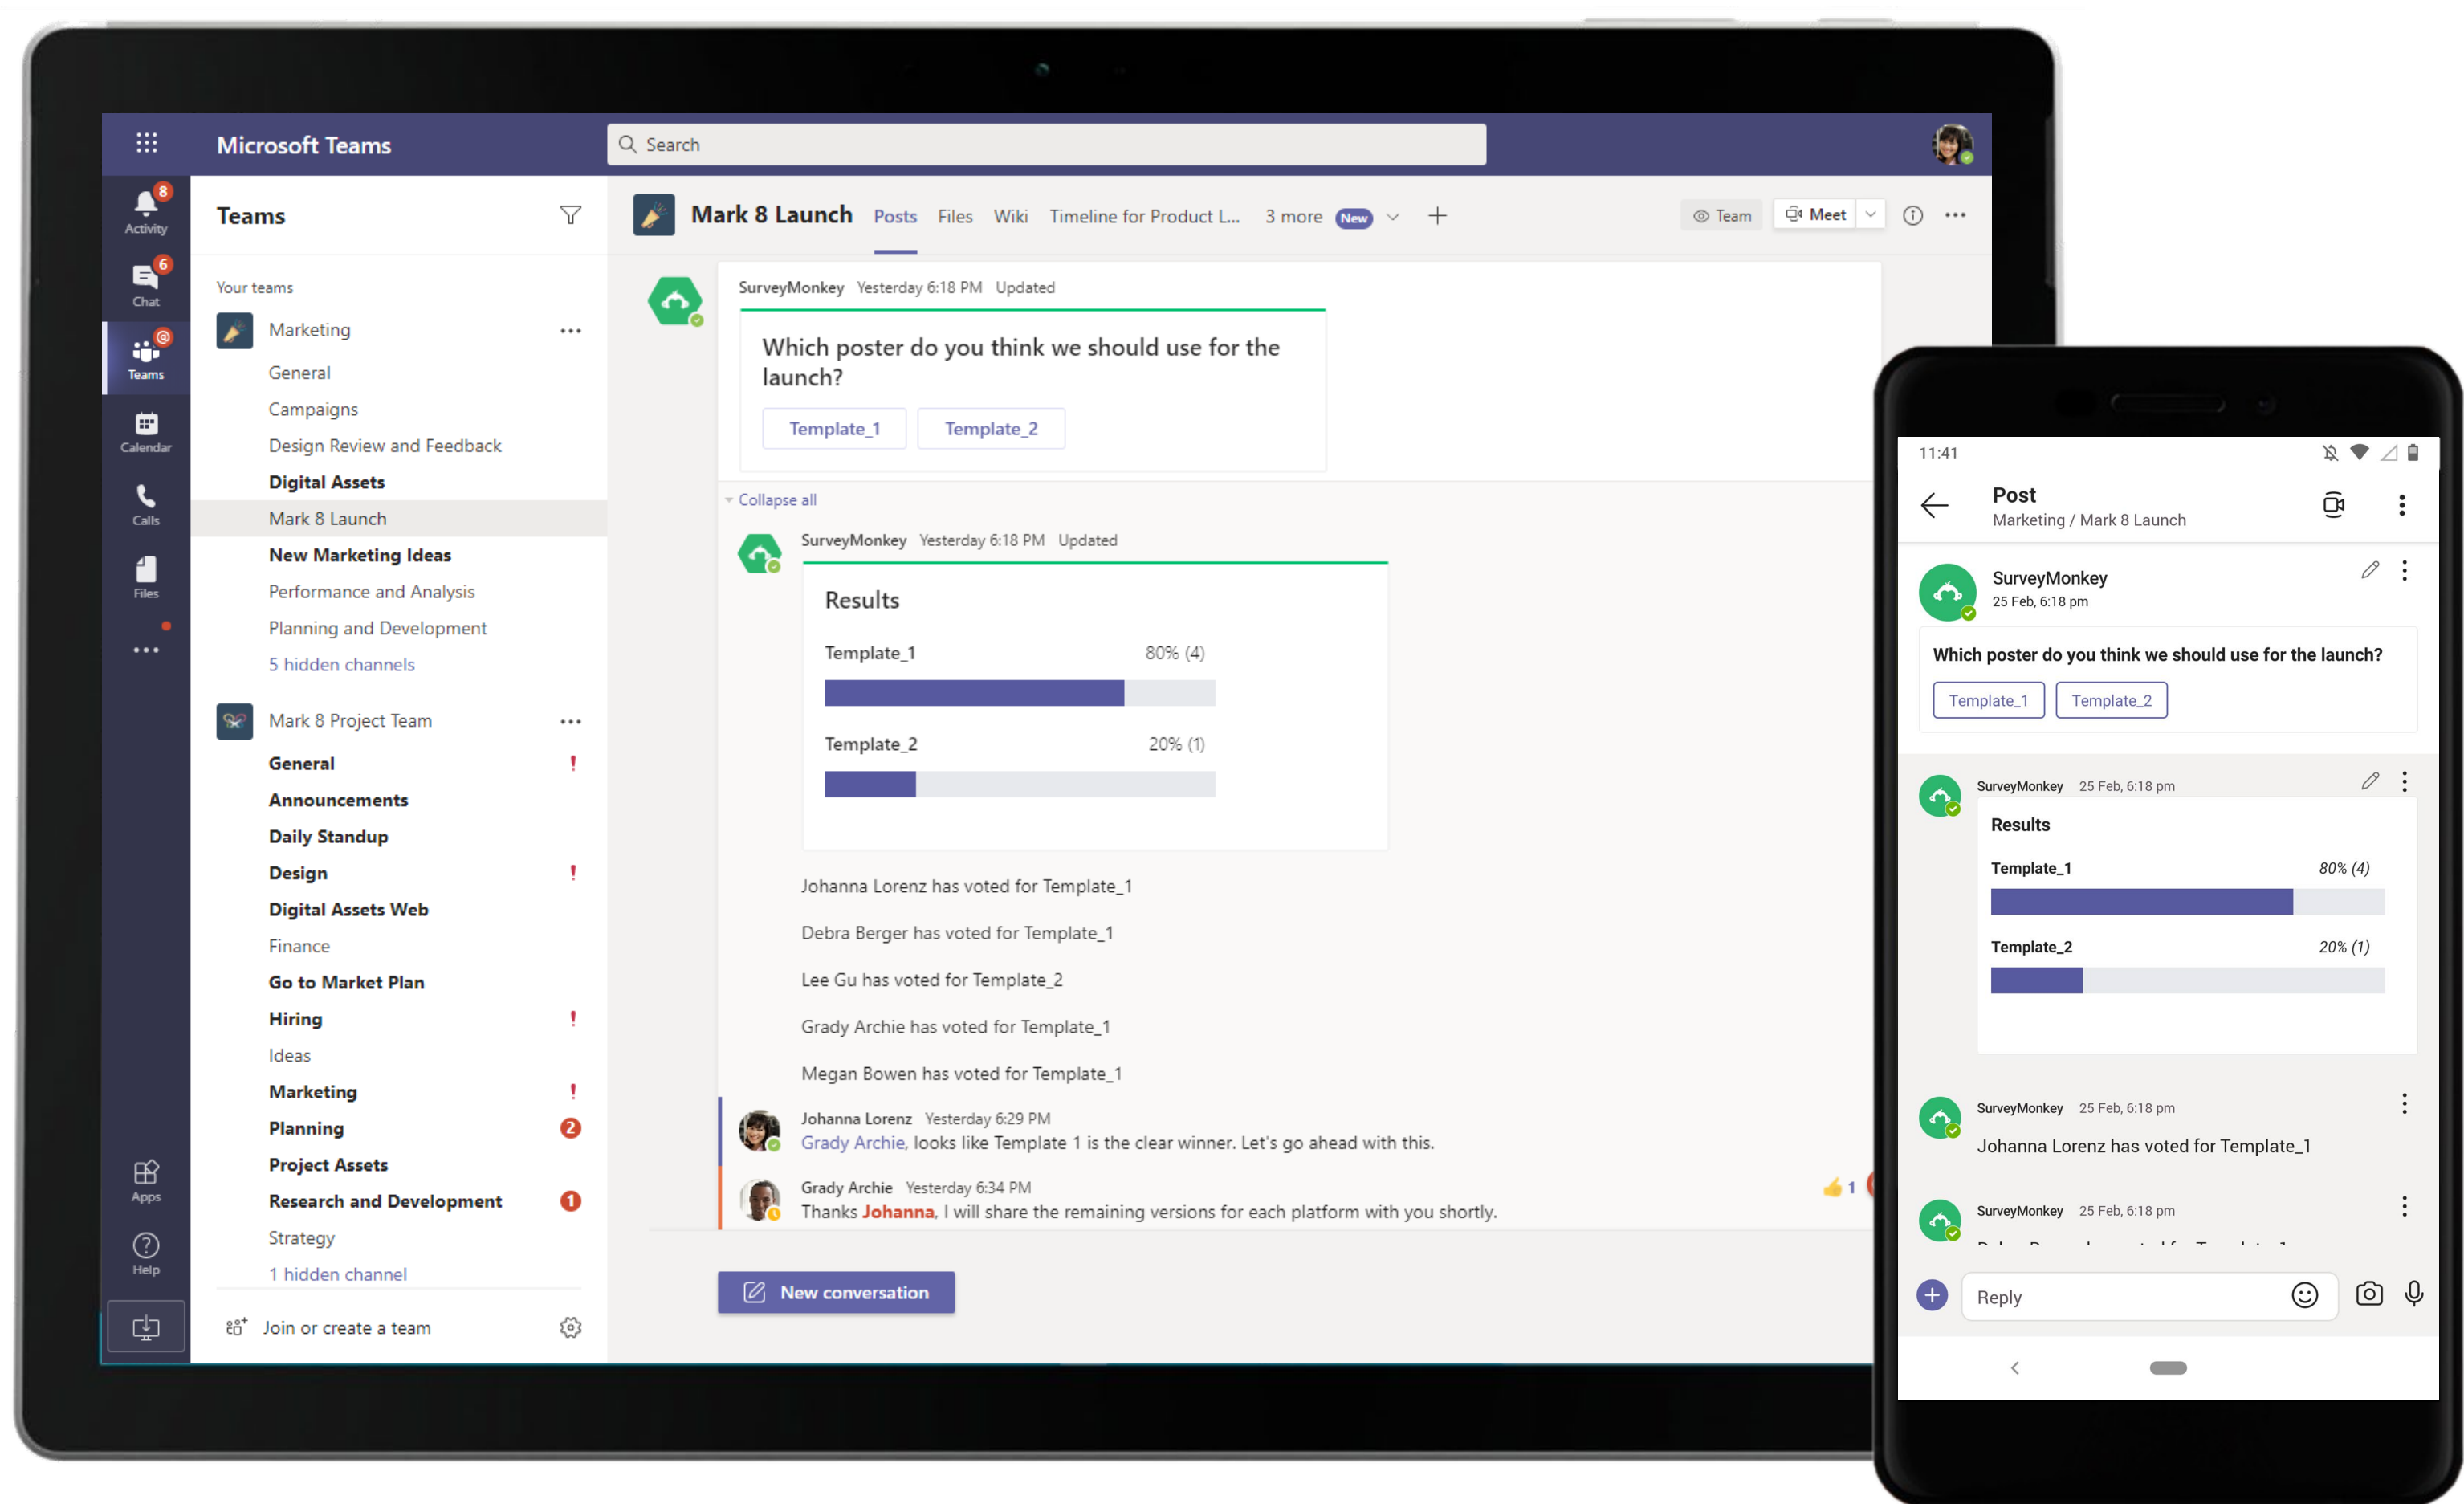 Microsoft Teams
Search
8
Activity
6
Chat
@
Teams
Calendar
Calls
Files
Apps
?
Help
Teams
Your teams
Marketing
General
Campaigns
Design Review and Feedback
Digital Assets
Mark 8 Launch
New Marketing Ideas
Performance and Analysis
Planning and Development
5 hidden channels
Mark 8 Project Team
General !
Announcements
Daily Standup
Design !
Digital Assets Web
Finance
Go to Market Plan
Hiring !
Ideas
Marketing !
Planning 2
Project Assets
Research and Development 1
Strategy
1 hidden channel
Join or create a team
Mark 8 Launch Posts Files Wiki Timeline for Product L... 3 more New + Team Meet
SurveyMonkey Yesterday 6:18 PM Updated
Which poster do you think we should use for the
launch?
Template_1 Template_2
Collapse all
SurveyMonkey Yesterday 6:18 PM Updated
Results
Template_1 80% (4)
Template_2 20% (1)
Johanna Lorenz has voted for Template_1
Debra Berger has voted for Template_1
Lee Gu has voted for Template_2
Grady Archie has voted for Template_1
Megan Bowen has voted for Template_1
Johanna Lorenz Yesterday 6:29 PM
Grady Archie, looks like Template 1 is the clear winner. Let's go ahead with this.
Grady Archie Yesterday 6:34 PM 1
Thanks Johanna, I will share the remaining versions for each platform with you shortly.
New conversation
11:41
Post
Marketing / Mark 8 Launch
SurveyMonkey
25 Feb, 6:18 pm
Which poster do you think we should use for the launch?
Template_1 Template_2
SurveyMonkey 25 Feb, 6:18 pm
Results
Template_1 80% (4)
Template_2 20% (1)
SurveyMonkey 25 Feb, 6:18 pm
Johanna Lorenz has voted for Template_1
SurveyMonkey 25 Feb, 6:18 pm
Reply